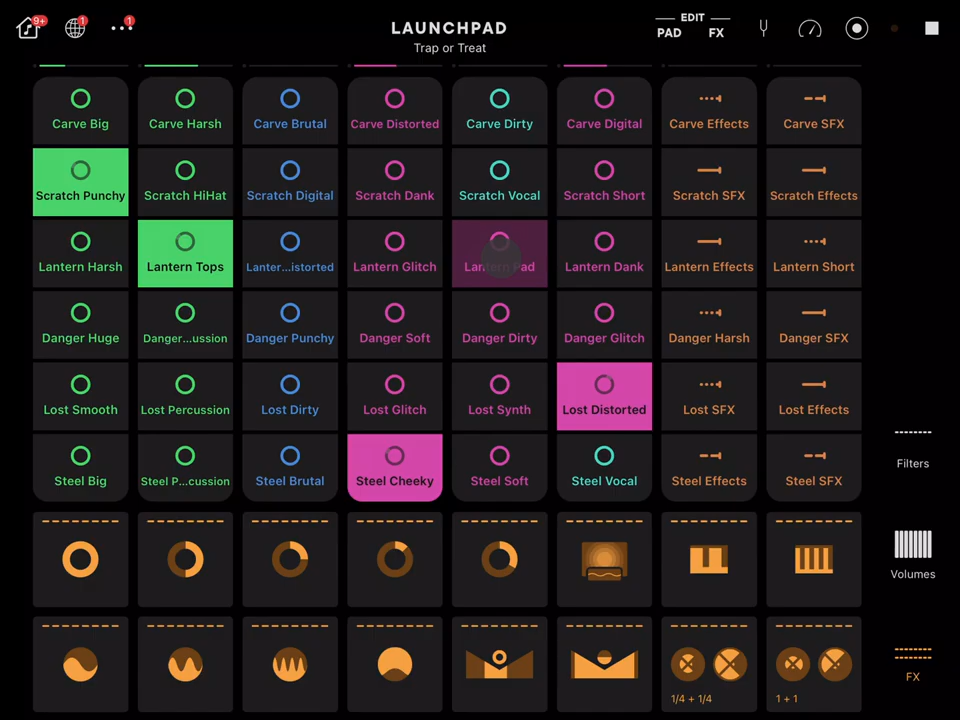 9+
1
1
LAUNCHPAD
Trap or Treat
EDIT
PAD FX
Carve Big Carve Harsh Carve Brutal Carve Distorted Carve Dirty Carve Digital Carve Effects Carve SFX
Scratch Punchy Scratch HiHat Scratch Digital Scratch Dank Scratch Vocal Scratch Short Scratch SFX Scratch Effects
Lantern Harsh Lantern Tops Lanter...istorted Lantern Glitch Lantern Pad Lantern Dank Lantern Effects Lantern Short
Danger Huge Danger...ussion Danger Punchy Danger Soft Danger Dirty Danger Glitch Danger Harsh Danger SFX
Lost Smooth Lost Percussion Lost Dirty Lost Glitch Lost Synth Lost Distorted Lost SFX Lost Effects
Steel Big Steel P...cussion Steel Brutal Steel Cheeky Steel Soft Steel Vocal Steel Effects Steel SFX
Filters
Volumes
FX
1/4 + 1/4
1 + 1